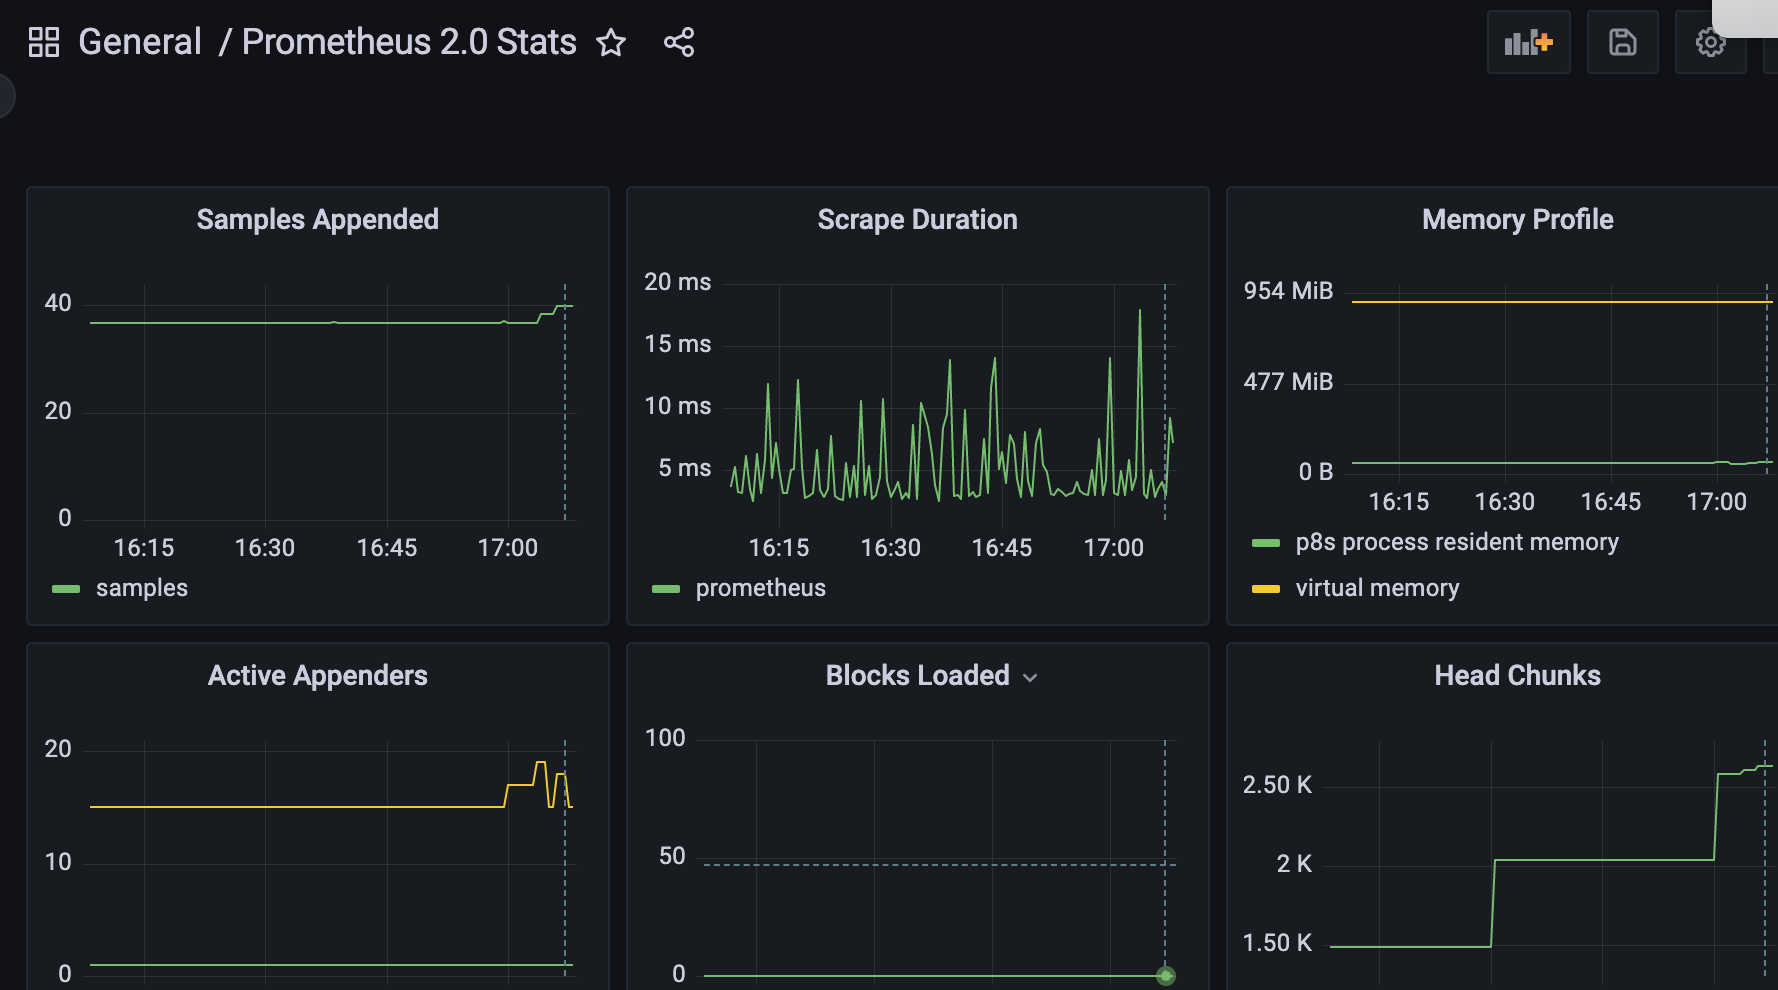 General / Prometheus 2.0 Stats
Samples Appended
40
20
0
16:15 16:30 16:45 17:00
samples
Scrape Duration
20 ms
15 ms
10 ms
5 ms
16:15 16:30 16:45 17:00
prometheus
Memory Profile
954 MiB
477 MiB
0 B
16:15 16:30 16:45 17:00
p8s process resident memory
virtual memory
Active Appenders
20
10
0
Blocks Loaded
100
50
0
Head Chunks
2.50 K
2 K
1.50 K